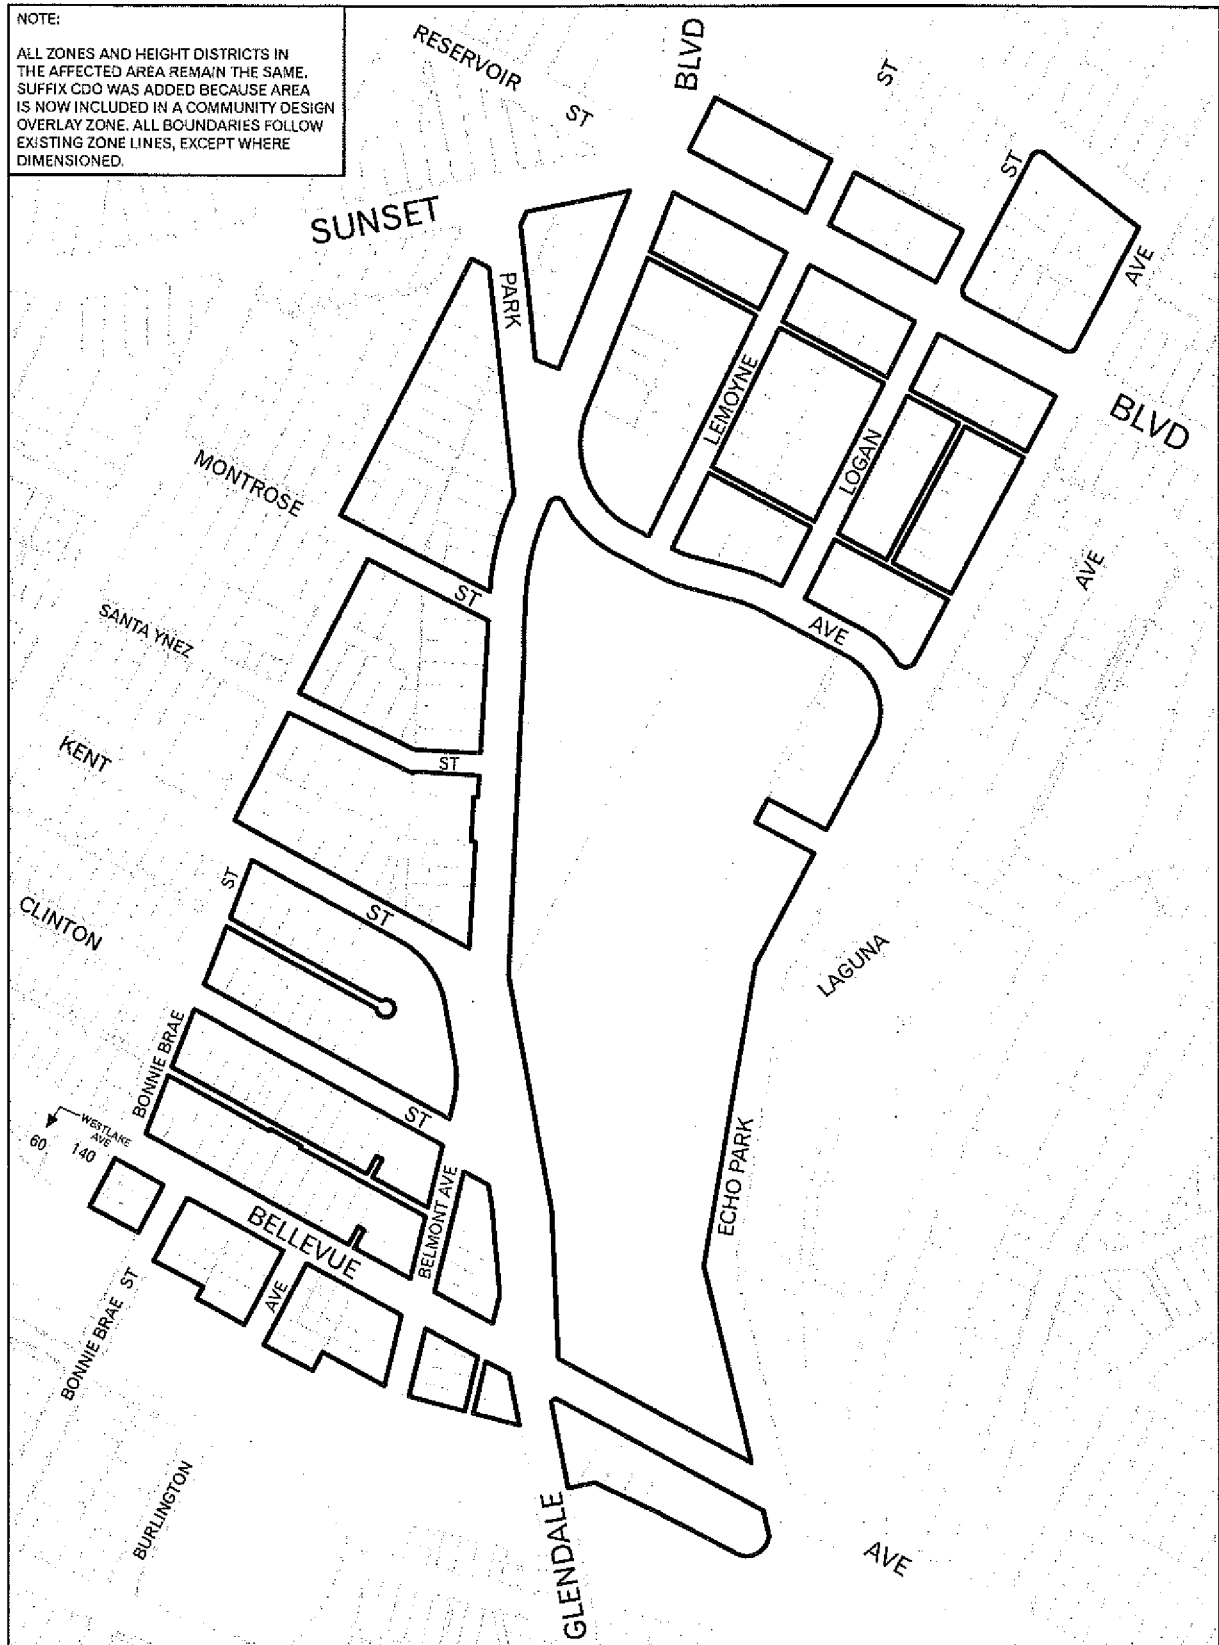 NOTE:
ALL ZONES AND HEIGHT DISTRICTS IN
THE AFFECTED AREA REMAIN THE SAME.
SUFFIX CDO WAS ADDED BECAUSE AREA
IS NOW INCLUDED IN A COMMUNITY DESIGN
OVERLAY ZONE. ALL BOUNDARIES FOLLOW
EXISTING ZONE LINES, EXCEPT WHERE
DIMENSIONED.
RESERVOIR
ST
BLVD
ST
ST
SUNSET
PARK
AVE
BLVD
LEMOYNE
LOGAN
MONTROSE
ST
AVE
AVE
SANTA YNEZ
ST
KENT
ST
ST
CLINTON
LAGUNA
BONNIE BRAE
ST
WESTLAKE
AVE
60
140
ECHO PARK
BELMONT AVE
BELLEVUE
AVE
BONNIE BRAE ST
BURLINGTON
GLENDALE
AVE